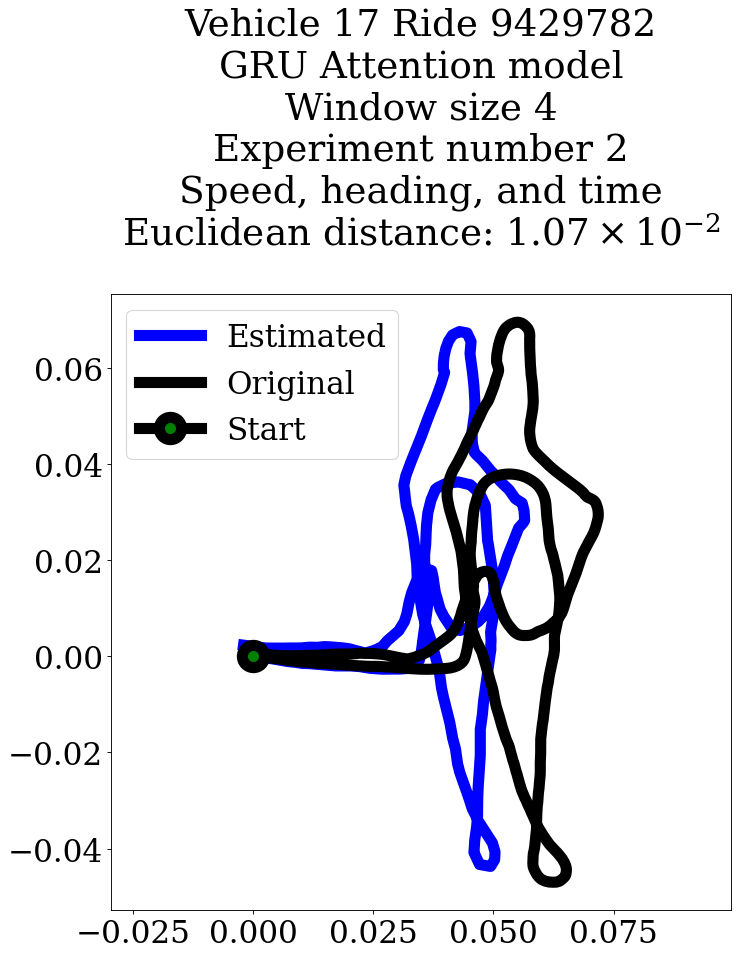 Vehicle 17 Ride 9429782
GRU Attention model
Window size 4
Experiment number 2
Speed, heading, and time
Euclidean distance: 1.07 × 10⁻²
Estimated
Original
Start
0.06
0.04
0.02
0.00
−0.02
−0.04
−0.025 0.000 0.025 0.050 0.075